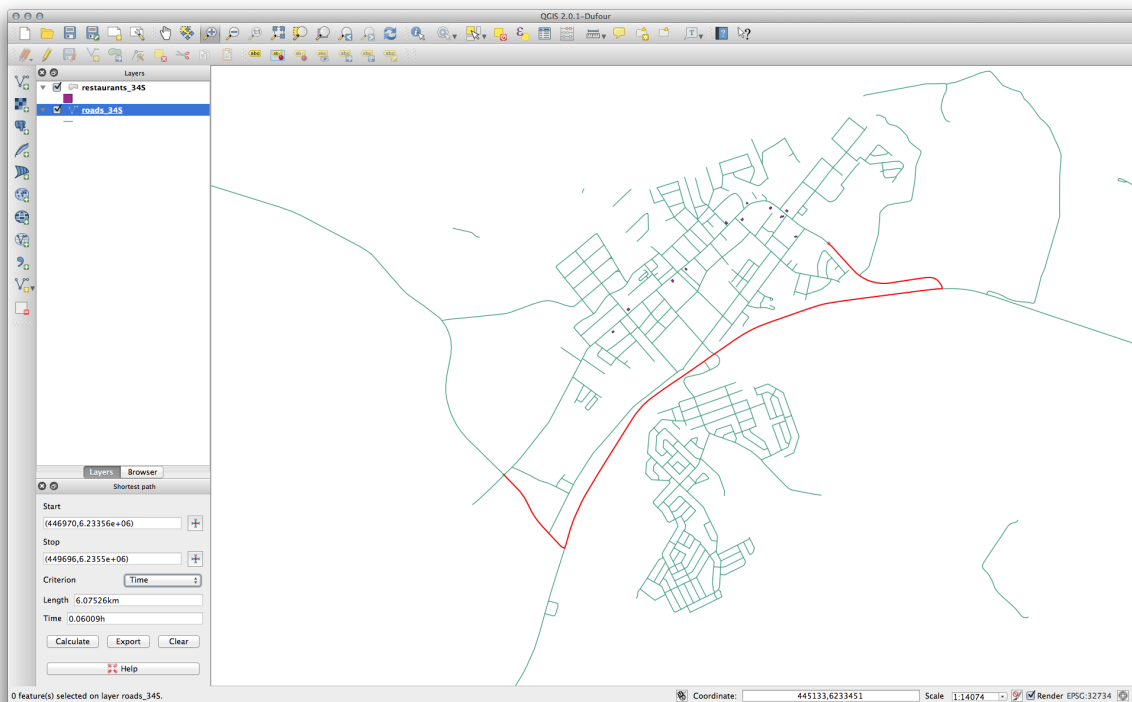 QGIS 2.0.1-Dufour
Layers
restaurants_34S
roads_34S
Layers
Browser
Shortest path
Start
(446970,6.23356e+06)
Stop
(449696,6.2355e+06)
Criterion
Time
Length
6.07526km
Time
0.06009h
Calculate
Export
Clear
Help
0 feature(s) selected on layer roads_34S.
Coordinate:
445133,6233451
Scale
1:14074
Render
EPSG:32734